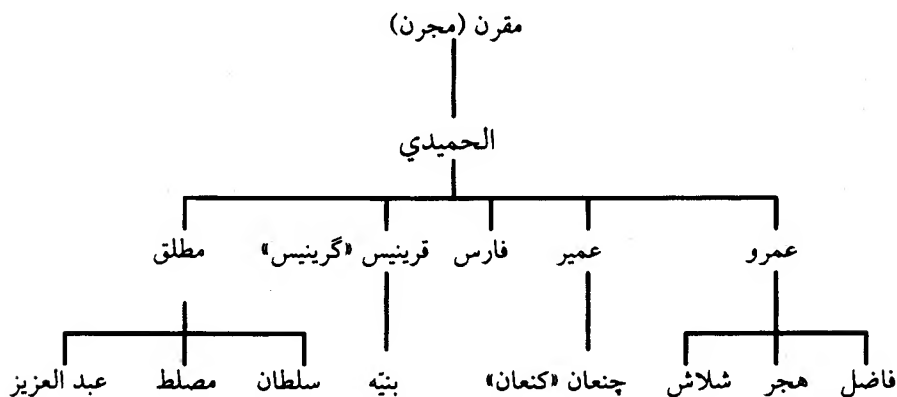 مقرن (مجرن)
الحميدي
عمرو عمير فارس قرينيس «گرينيس» مطلق
فاضل هجر شلاش چنعان «كنعان» بنيّه سلطان مصلط عبد العزيز